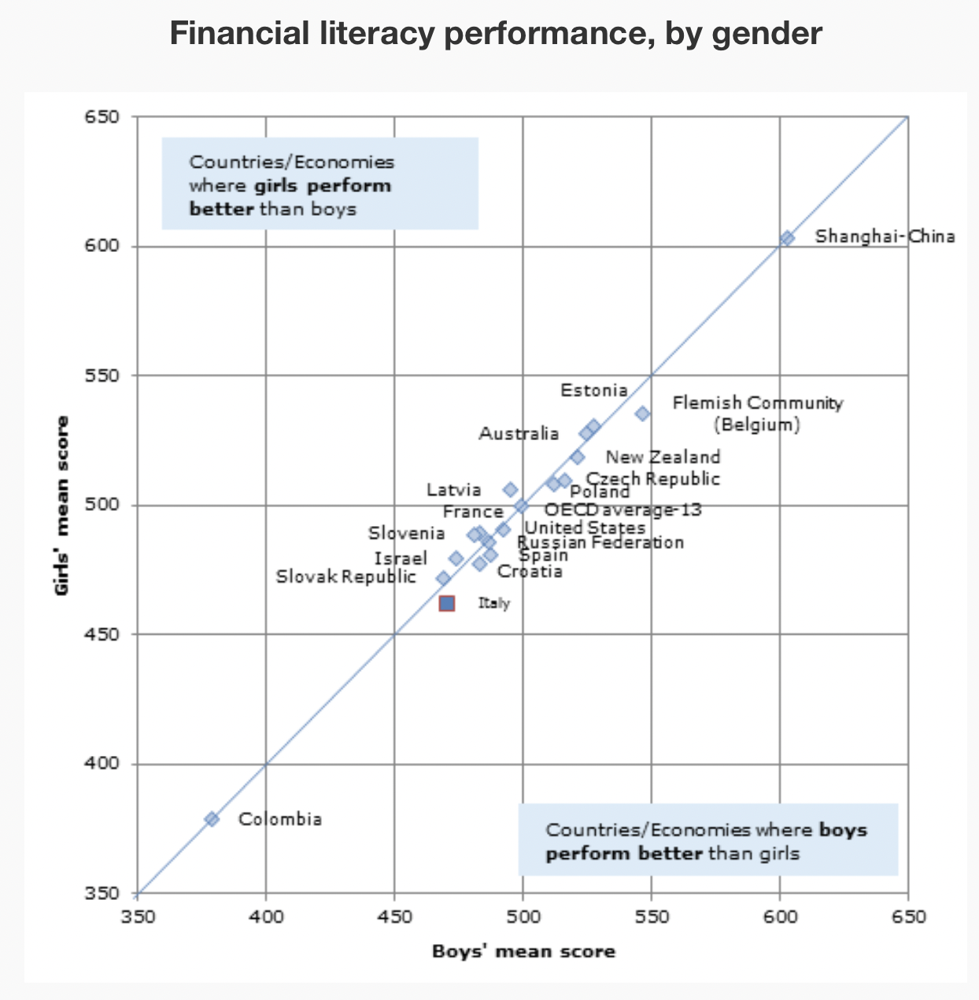 Financial literacy performance, by gender
650
Countries/Economies
where girls perform
better than boys
600
Shanghai-China
550
Estonia
Flemish Community
(Belgium)
Australia
New Zealand
Czech Republic
Latvia
Poland
500
France
OECD average-13
Slovenia
United States
Russian Federation
Israel
Spain
Croatia
Slovak Republic
Italy
Girls' mean score
450
400
Colombia
Countries/Economies where boys
perform better than girls
350
350 400 450 500 550 600 650
Boys' mean score